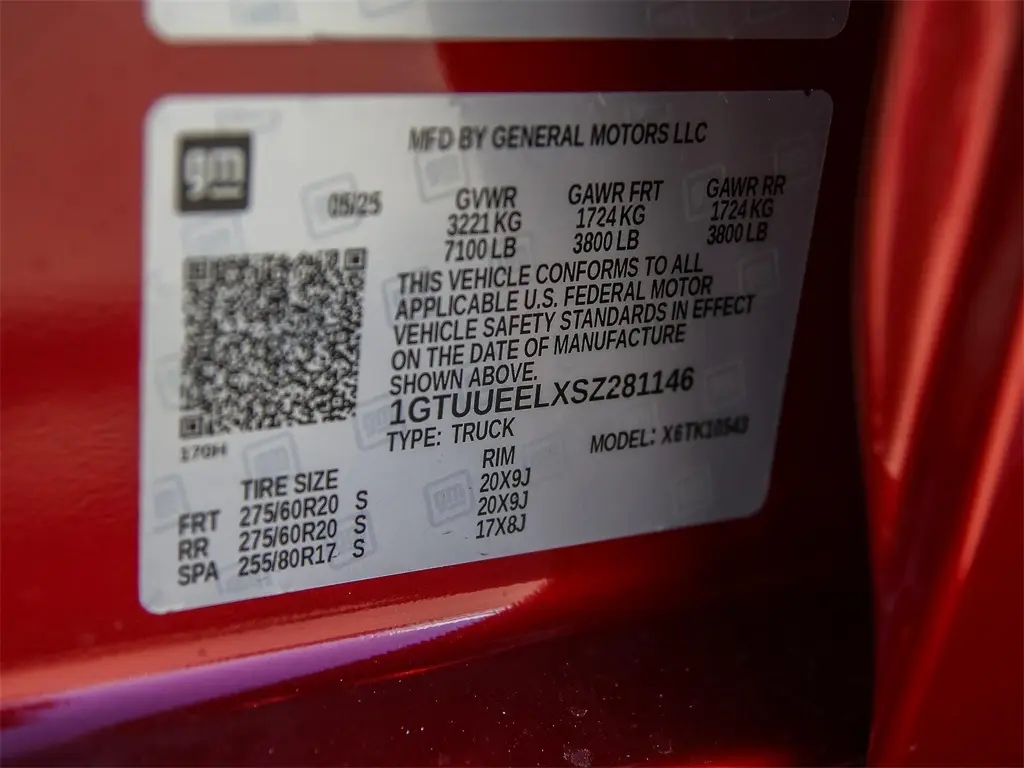 gm
MFD BY GENERAL MOTORS LLC
05/25
GVWR GAWR FRT GAWR RR
3221 KG 1724 KG 1724 KG
7100 LB 3800 LB 3800 LB
THIS VEHICLE CONFORMS TO ALL
APPLICABLE U.S. FEDERAL MOTOR
VEHICLE SAFETY STANDARDS IN EFFECT
ON THE DATE OF MANUFACTURE
SHOWN ABOVE.
1GTUUEELXSZ281146
TYPE: TRUCK MODEL: X6TK10543
170H
TIRE SIZE RIM
FRT 275/60R20 S 20X9J
RR 275/60R20 S 20X9J
SPA 255/80R17 S 17X8J